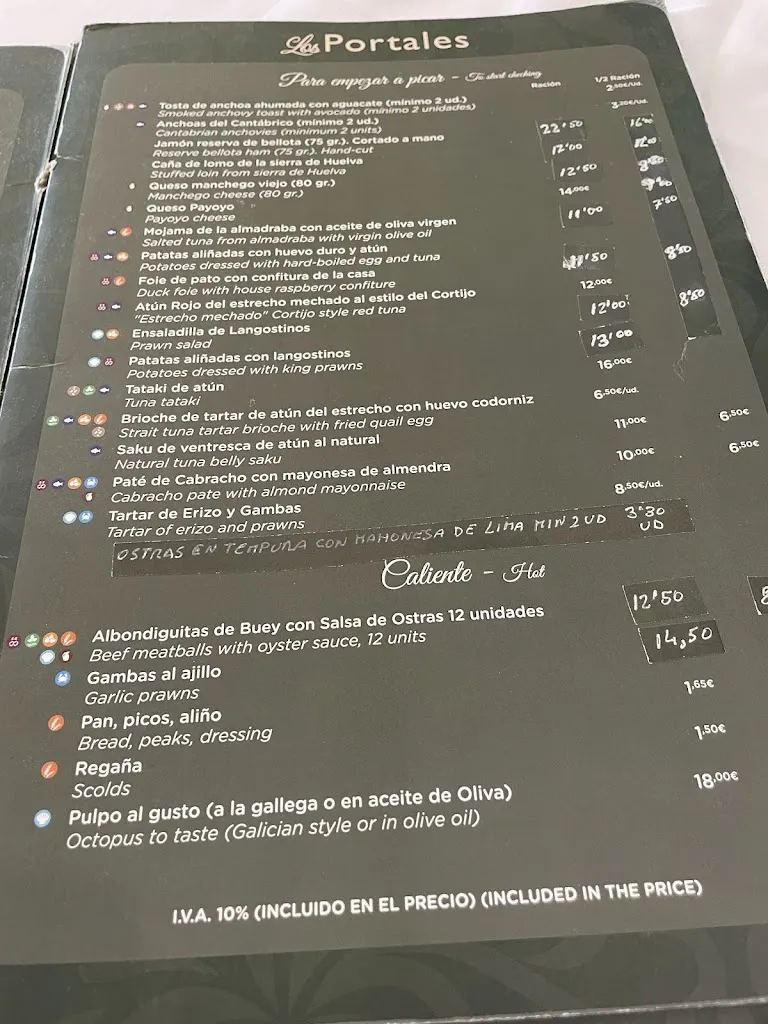 Los Portales
Para empezar a picar - To start checking
Ración 1/2 Ración
Tosta de anchoa ahumada con aguacate (mínimo 2 ud.) 2,50€/ud.
Smoked anchovy toast with avocado (mínimo 2 unidades)
Anchoas del Cantábrico (mínimo 2 ud.) 3,20€/ud.
Cantabrian anchovies (minimum 2 units)
Jamón reserva de bellota (75 gr.). Cortado a mano 22'50
Reserve bellota ham (75 gr.). Hand-cut
Caña de lomo de la sierra de Huelva 12'00
Stuffed loin from sierra de Huelva
Queso manchego viejo (80 gr.) 12'50
Manchego cheese (80 gr.)
Queso Payoyo 14,00€
Payoyo cheese
Mojama de la almadraba con aceite de oliva virgen 11'00 7'50
Salted tuna from almadraba with virgin olive oil
Patatas aliñadas con huevo duro y atún
Potatoes dressed with hard-boiled egg and tuna
Foie de pato con confitura de la casa 12,00€ 8'50
Duck foie with house raspberry confiture
Atún Rojo del estrecho mechado al estilo del Cortijo 12'00
"Estrecho mechado" Cortijo style red tuna
Ensaladilla de Langostinos 13'00
Prawn salad
Patatas aliñadas con langostinos 16,00€
Potatoes dressed with king prawns
Tataki de atún
Tuna tataki
Brioche de tartar de atún del estrecho con huevo codorniz 6,50€/ud.
Strait tuna tartar brioche with fried quail egg
Saku de ventresca de atún al natural 11,00€ 6,50€
Natural tuna belly saku
Paté de Cabracho con mayonesa de almendra 10,00€ 6,50€
Cabracho pate with almond mayonnaise
Tartar de Erizo y Gambas 8,50€/ud.
Tartar of erizo and prawns
OSTRAS EN TEMPURA CON MAHONESA DE LIMA MIN 2 UD 3'30 UD
Caliente - Hot
Albondiguitas de Buey con Salsa de Ostras 12 unidades 12'50
Beef meatballs with oyster sauce, 12 units
Gambas al ajillo 14,50
Garlic prawns
Pan, picos, aliño 1,65€
Bread, peaks, dressing
Regaña 1,50€
Scolds
Pulpo al gusto (a la gallega o en aceite de Oliva) 18,00€
Octopus to taste (Galician style or in olive oil)
I.V.A. 10% (INCLUIDO EN EL PRECIO) (INCLUDED IN THE PRICE)